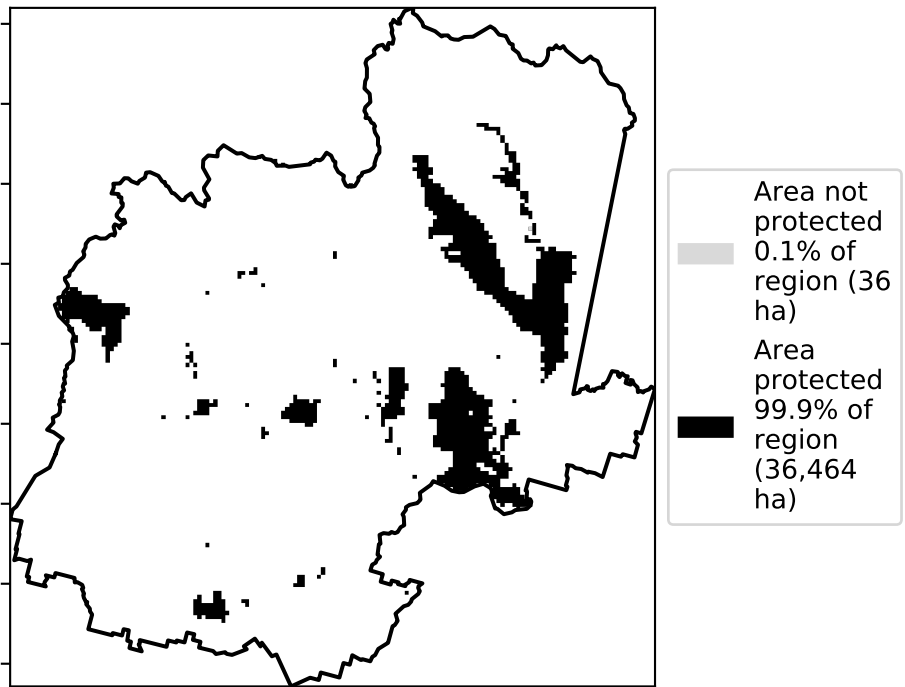 Area not
protected
0.1% of
region (36
ha)
Area
protected
99.9% of
region
(36,464
ha)